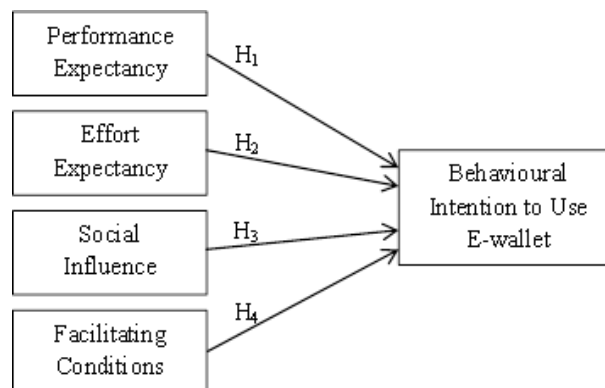 Performance
Expectancy
H₁
Effort
Expectancy
H₂
Behavioural
Intention to Use
E-wallet
Social
Influence
H₃
Facilitating
Conditions
H₄